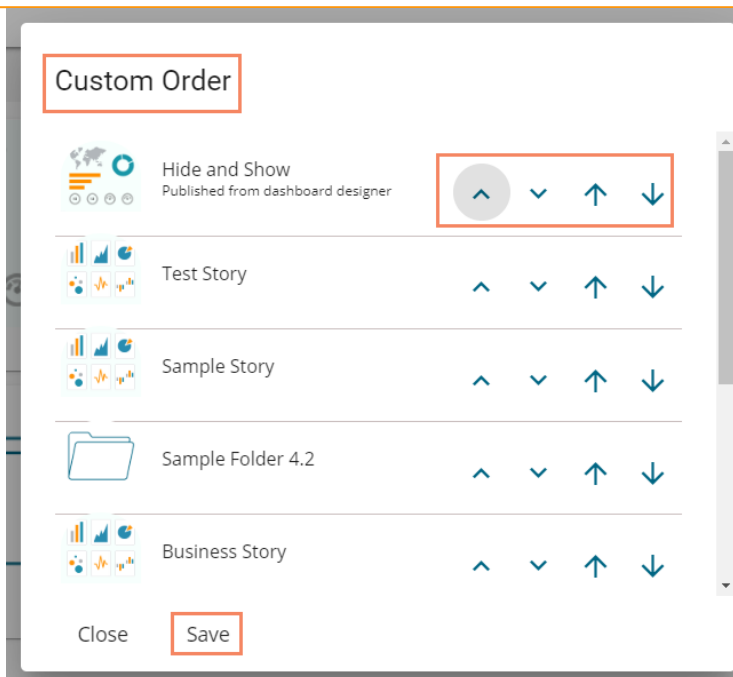 Custom Order
Hide and Show
Published from dashboard designer
Test Story
Sample Story
Sample Folder 4.2
Business Story
Close Save